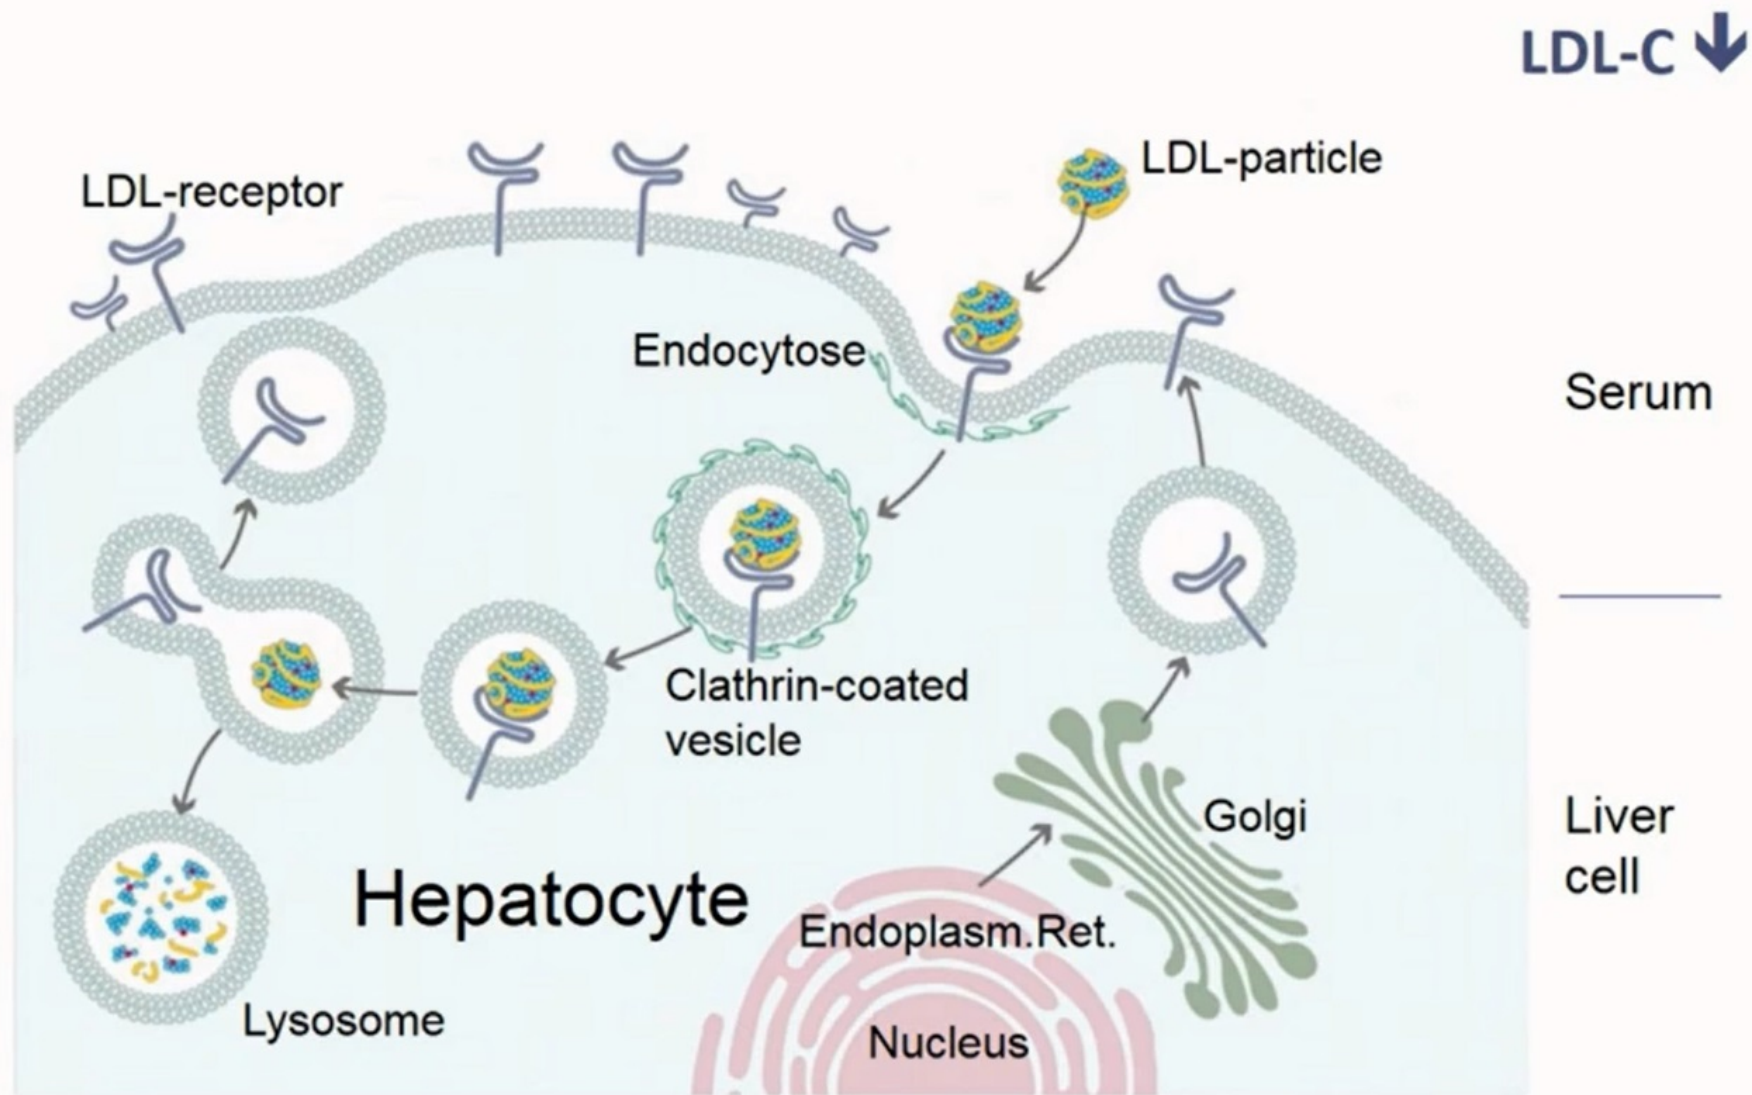 LDL-C
LDL-particle
LDL-receptor
Endocytose
Serum
Clathrin-coated
vesicle
Golgi
Liver
cell
Hepatocyte
Endoplasm.Ret.
Lysosome
Nucleus